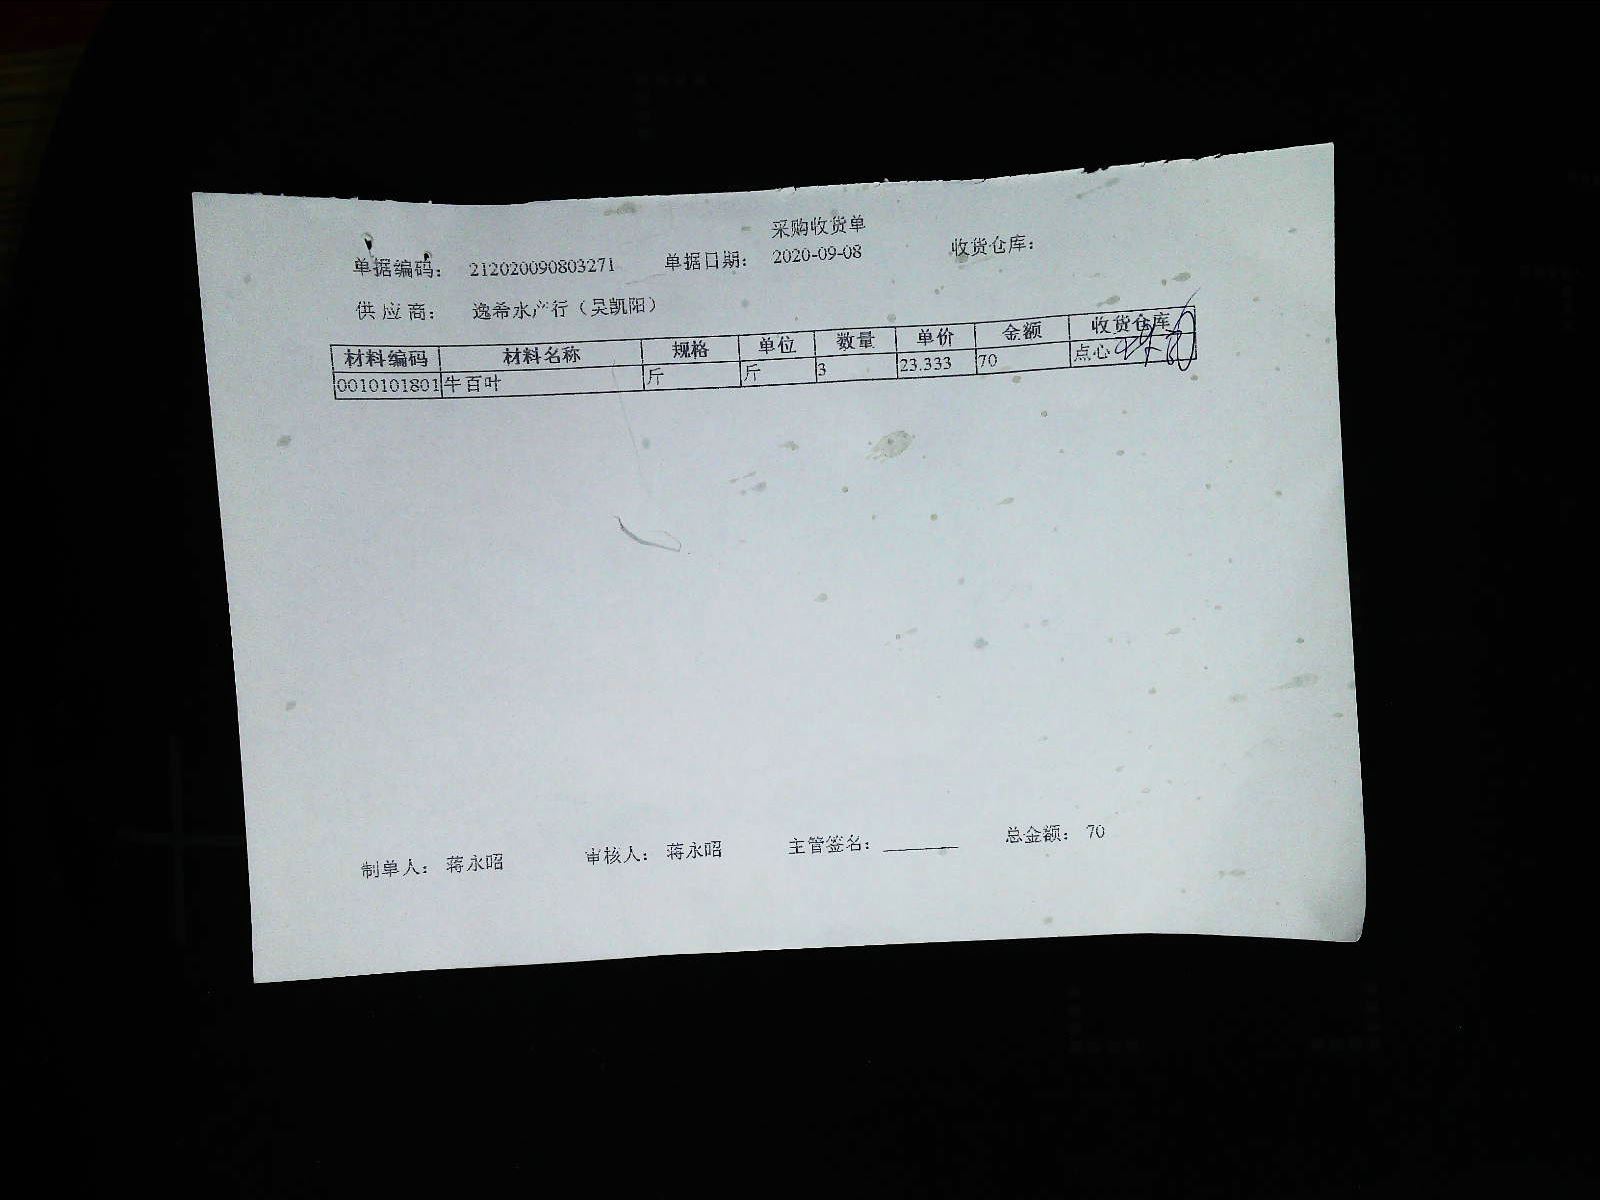 采购收货单
单据编码： 212020090803271 单据日期： 2020-09-08 收货仓库：
供应商： 逸希水产行（吴凯阳）
材料编码 材料名称 规格 单位 数量 单价 金额 收货仓库
0010101801 牛百叶 斤 斤 3 23.333 70 点心
制单人： 蒋永昭 审核人： 蒋永昭 主管签名： 总金额： 70